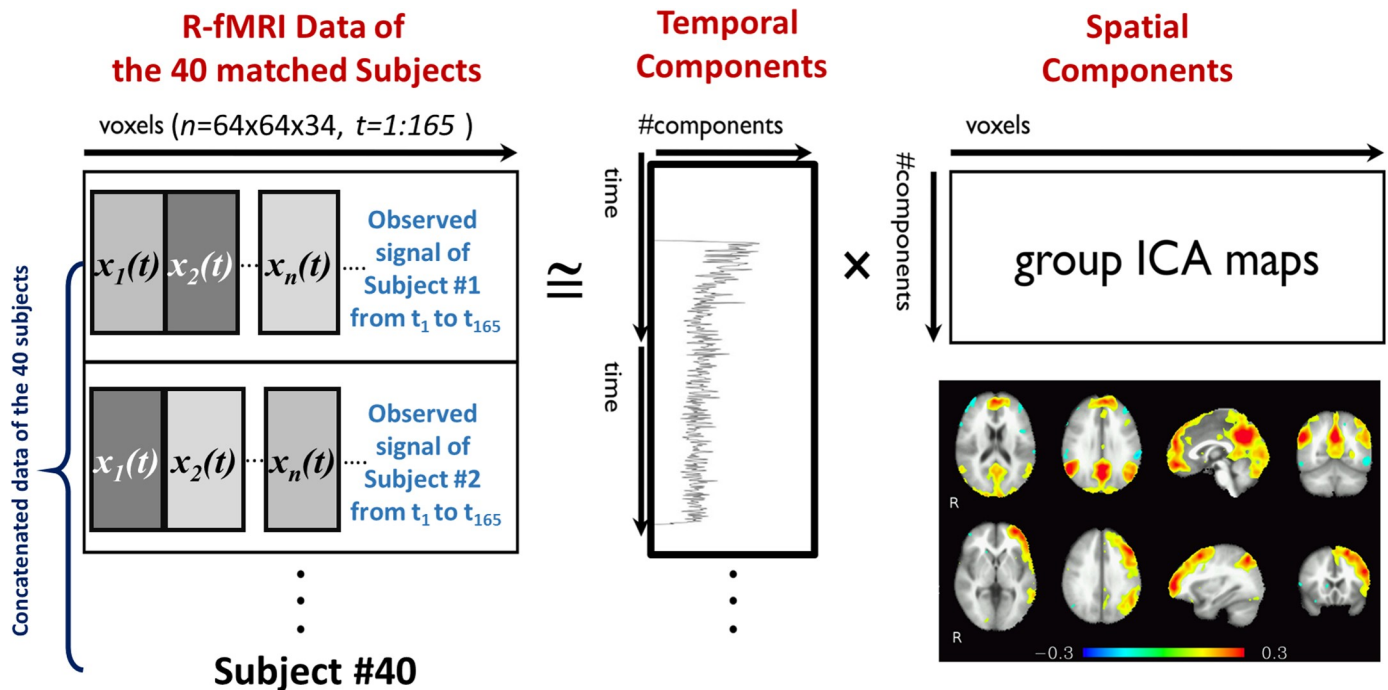 R-fMRI Data of
the 40 matched Subjects
Temporal
Components
Spatial
Components
voxels (n=64x64x34, t=1:165 )
#components
voxels
Concatenated data of the 40 subjects
x1(t) x2(t) ... xn(t) ....
Observed
signal of
Subject #1
from t1 to t165
≅
time
×
#components
group ICA maps
x1(t) x2(t) ... xn(t) ....
Observed
signal of
Subject #2
from t1 to t165
time
R
R
−0.3 0.3
Subject #40